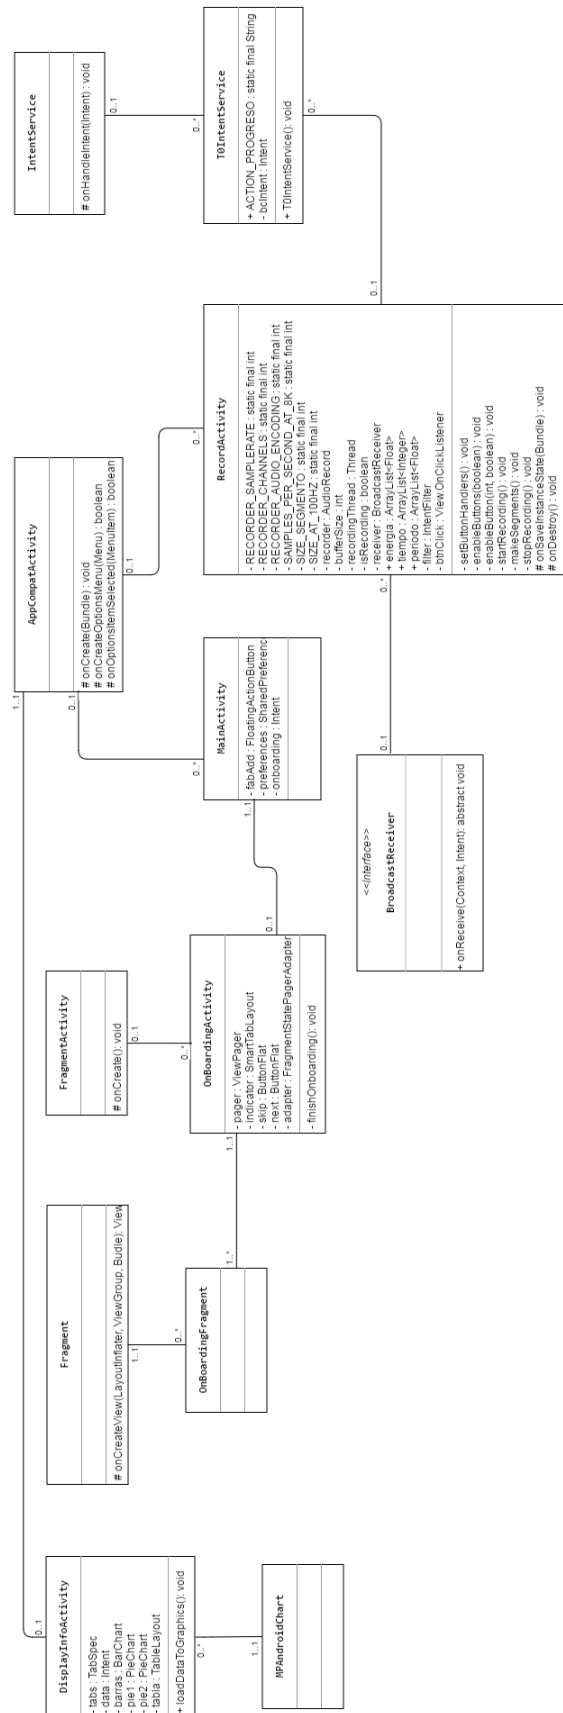 DisplayInfoActivity
- tabs : TabSpec
- data : Intent
- barras : BarChart
- pie1 : PieChart
- pie2 : PieChart
- tabla : TableLayout
+ loadDataToGraphics(): void
0..1
1..1
0..*
1..1
MPAndroidChart
Fragment
# onCreateView(LayoutInflater, ViewGroup, Budle): View
1..1
0..*
OnBoardingFragment
1..*
1..1
FragmentActivity
# onCreate(): void
0..1
0..*
OnBoardingActivity
- pager : ViewPager
- indicator : SmartTabLayout
- skip : ButtonFlat
- next : ButtonFlat
- adapter : FragmentStatePagerAdapter
- finishOnboarding(): void
0..1
1..1
AppCompatActivity
# onCreate(Bundle) : void
# onCreateOptionsMenu(Menu) : boolean
# onOptionsItemSelected(MenuItem) : boolean
0..1
0..*
MainActivity
- fabAdd : FloatingActionButton
- preferences : SharedPreferenc
- onboarding : Intent
0..1
0..*
<<Interface>>
BroadcastReceiver
+ onReceive(Context, Intent): abstract void
0..1
0..*
RecordActivity
- RECORDER_SAMPLERATE : static final int
- RECORDER_CHANNELS : static final int
- RECORDER_AUDIO_ENCODING : static final int
- SAMPLES_PER_SECOND_AT_8K : static final int
- SIZE_SEGMENTO : static final int
- SIZE_AT_100HZ : static final int
- recorder : AudioRecord
- bufferSize : int
- recordingThread : Thread
- isRecording : booolean
- receiver : BroadcastReceiver
+ energia : ArrayList<Float>
+ tiempo : ArrayList<Integer>
+ periodo : ArrayList<Float>
- filter : IntentFilter
- btnClick : View.OnClickListener
- setButtonHandlers() : void
- enableButtons(boolean) : void
- enableButton(int, boolean) : void
- startRecording() : void
- makeSegments() : void
- stopRecording() : void
# onSaveInstanceState(Bundle) : void
# onDestroy() : void
0..1
0..*
IntentService
# onHandleIntent(Intent) : void
0..1
0..*
T0IntentService
+ ACTION_PROGRESO : static final String
- bcIntent : Intent
+ T0IntentService(): void